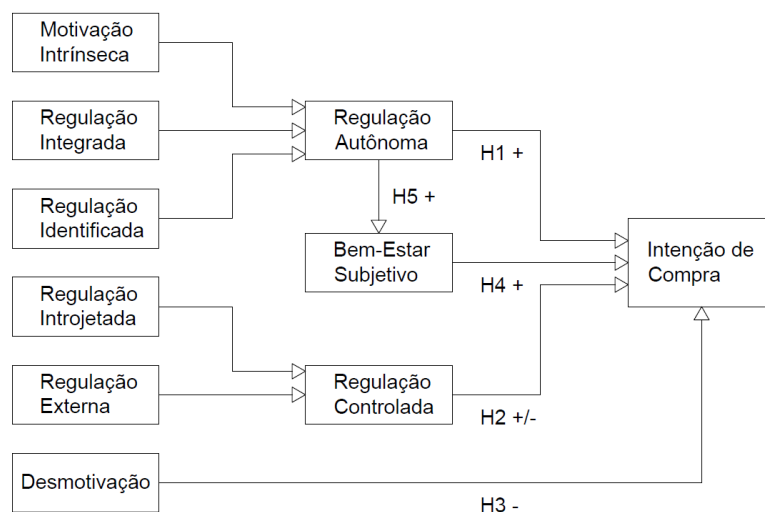 Motivação
Intrínseca
Regulação
Integrada
Regulação
Autônoma
H1 +
Regulação
Identificada
H5 +
Bem-Estar
Subjetivo
H4 +
Intenção de
Compra
Regulação
Introjetada
Regulação
Externa
Regulação
Controlada
H2 +/-
Desmotivação
H3 -